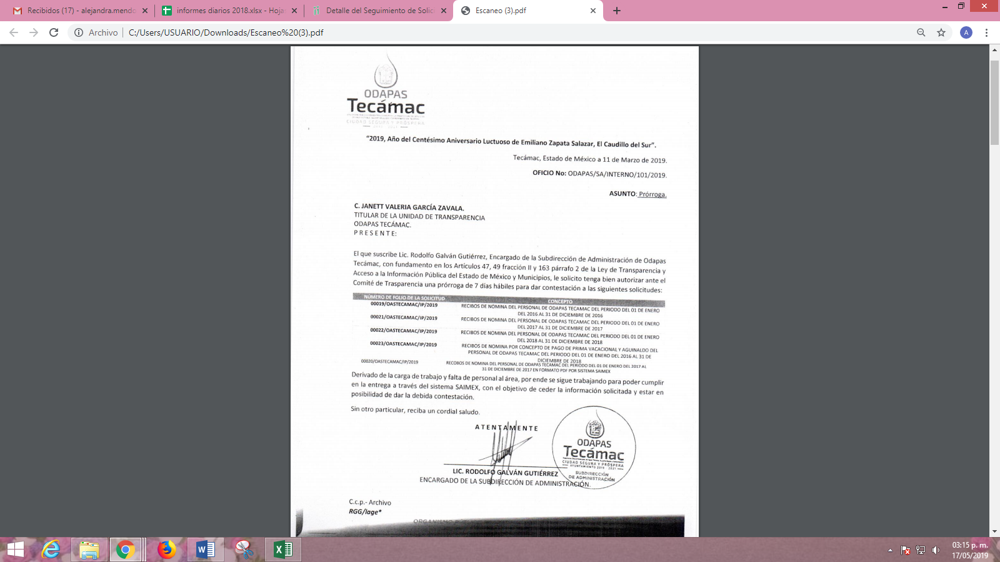 Recibidos (17) - alejandra.mendo
informes diarios 2018.xlsx - Hoja
Detalle del Seguimiento de Solic
Escaneo (3).pdf
Archivo
C:/Users/USUARIO/Downloads/Escaneo%20(3).pdf
A
ODAPAS
Tecámac
CIUDAD SEGURA Y PRÓSPERA
“2019, Año del Centésimo Aniversario Luctuoso de Emiliano Zapata Salazar, El Caudillo del Sur”.
Tecámac, Estado de México a 11 de Marzo de 2019.
OFICIO No: ODAPAS/SA/INTERNO/101/2019.
ASUNTO: Prórroga.
C. JANETT VALERIA GARCÍA ZAVALA.
TITULAR DE LA UNIDAD DE TRANSPARENCIA
ODAPAS TECÁMAC.
P R E S E N T E:
El que suscribe Lic. Rodolfo Galván Gutiérrez, Encargado de la Subdirección de Administración de Odapas
Tecámac, con fundamento en los Artículos 47, 49 fracción II y 163 párrafo 2 de la Ley de Transparencia y
Acceso a la Información Pública del Estado de México y Municipios, le solicito tenga bien autorizar ante el
Comité de Trasparencia una prórroga de 7 días hábiles para dar contestación a las siguientes solicitudes:
NÚMERO DE FOLIO DE LA SOLICITUD CONCEPTO
00019/OASTECAMAC/IP/2019 RECIBOS DE NOMINA DEL PERSONAL DE ODAPAS TECAMAC DEL PERIODO DEL 01 DE ENERO
DEL 2016 AL 31 DE DICIEMBRE DE 2016
00021/OASTECAMAC/IP/2019 RECIBOS DE NOMINA DEL PERSONAL DE ODAPAS TECAMAC DEL PERIODO DEL 01 DE ENERO
DEL 2017 AL 31 DE DICIEMBRE DE 2017
00022/OASTECAMAC/IP/2019 RECIBOS DE NOMINA DEL PERSONAL DE ODAPAS TECAMAC DEL PERIODO DEL 01 DE ENERO
DEL 2018 AL 31 DE DICIEMBRE DE 2018
00023/OASTECAMAC/IP/2019 RECIBOS DE NOMINA POR CONCEPTO DE PAGO DE PRIMA VACACIONAL Y AGUINALDO DEL
PERSONAL DE ODAPAS TECAMAC DEL PERIODO DEL 01 DE ENERO DEL 2016 AL 31 DE
DICIEMBRE DE 2018
00020/OASTECAMAC/IP/2019 RECOBOS DE NOMINA DEL PERSONAL DE ODAPAS TECAMAC DEL PERIODO DEL 01 DE ENERO DEL 2017 AL
31 DE DICIEMBRE DE 2017 EN FORMATO PDF POR SISTEMA SAIMEX
Derivado de la carga de trabajo y falta de personal al área, por ende se sigue trabajando para poder cumplir
en la entrega a través del sistema SAIMEX, con el objetivo de ceder la información solicitada y estar en
posibilidad de dar la debida contestación.
Sin otro particular, reciba un cordial saludo.
A T E N T A M E N T E
ODAPAS
Tecámac
CIUDAD SEGURA Y PRÓSPERA
AYUNTAMIENTO 2019 - 2021
SUBDIRECCIÓN
DE ADMINISTRACIÓN
LIC. RODOLFO GALVÁN GUTIÉRREZ
ENCARGADO DE LA SUBDIRECCIÓN DE ADMINISTRACIÓN.
C.c.p.- Archivo
RGG/lage*
03:15 p. m.
17/05/2019